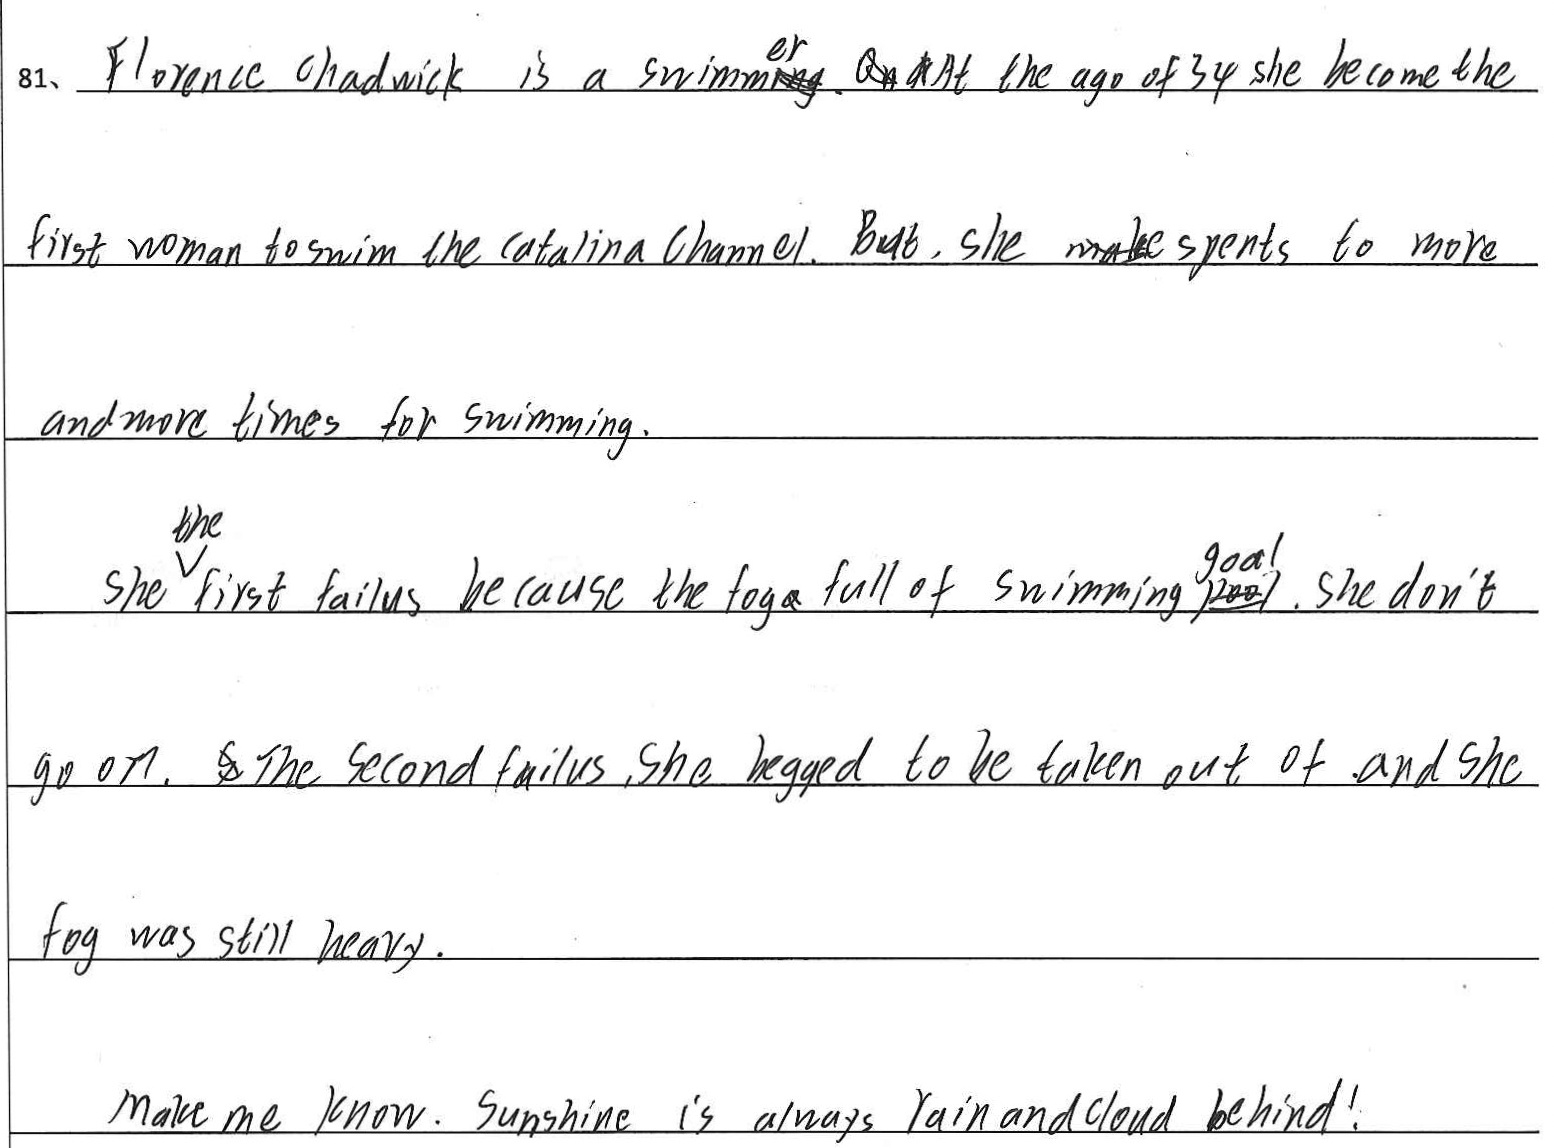 81、 Florence Chadwick is a swimmer. At the ago of 34 she become the
first woman to swim the Catalina Channel. But, she spents to more
and more times for swimming.
She the first failus because the fog full of swimming goal. She don't
go on. The Second failus, She begged to be taken out of .and She
fog was still heavy.
Make me know. Sunshine is always rain and cloud behind!